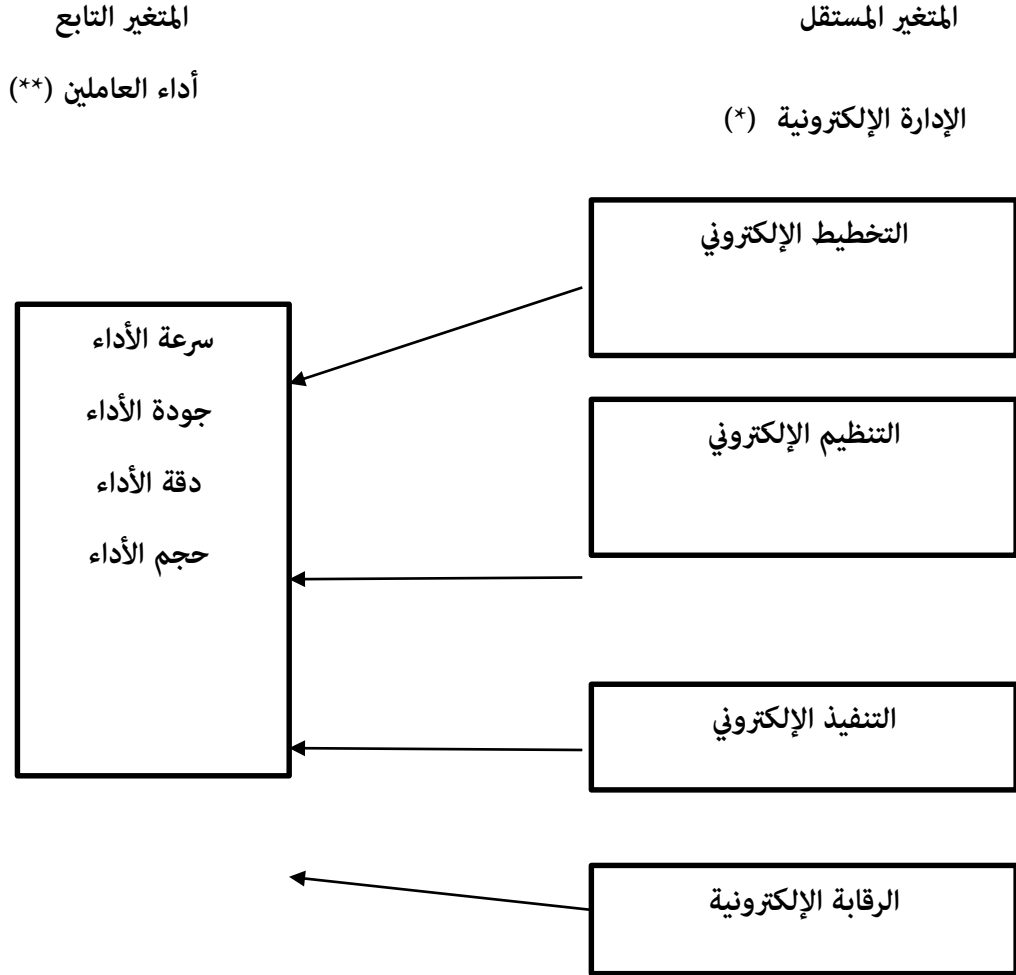 المتغير المستقل
المتغير التابع
الإدارة الإلكترونية (*)
أداء العاملين (**)
التخطيط الإلكتروني
التنظيم الإلكتروني
التنفيذ الإلكتروني
الرقابة الإلكترونية
سرعة الأداء
جودة الأداء
دقة الأداء
حجم الأداء